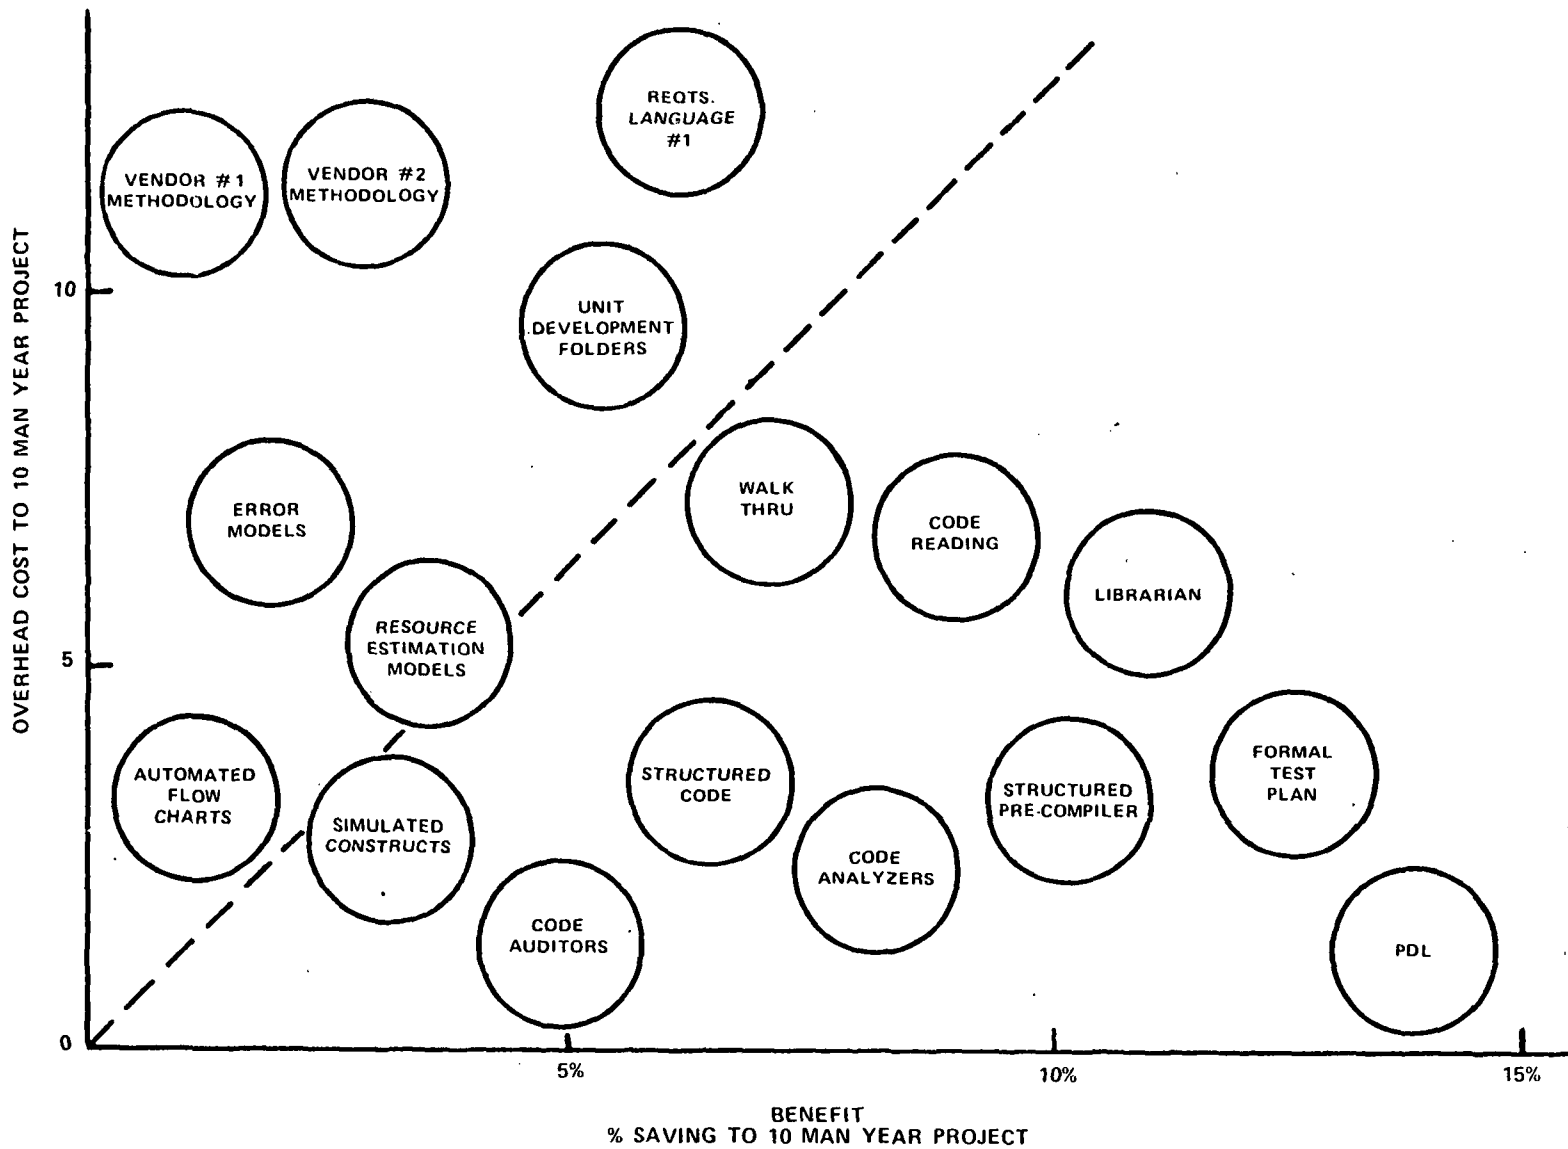 REQTS.
LANGUAGE
#1
VENDOR #1
METHODOLOGY
VENDOR #2
METHODOLOGY
OVERHEAD COST TO 10 MAN YEAR PROJECT
10
UNIT
DEVELOPMENT
FOLDERS
ERROR
MODELS
WALK
THRU
CODE
READING
LIBRARIAN
5
RESOURCE
ESTIMATION
MODELS
AUTOMATED
FLOW
CHARTS
SIMULATED
CONSTRUCTS
STRUCTURED
CODE
CODE
ANALYZERS
STRUCTURED
PRE-COMPILER
FORMAL
TEST
PLAN
CODE
AUDITORS
PDL
0
5%
10%
15%
BENEFIT
% SAVING TO 10 MAN YEAR PROJECT